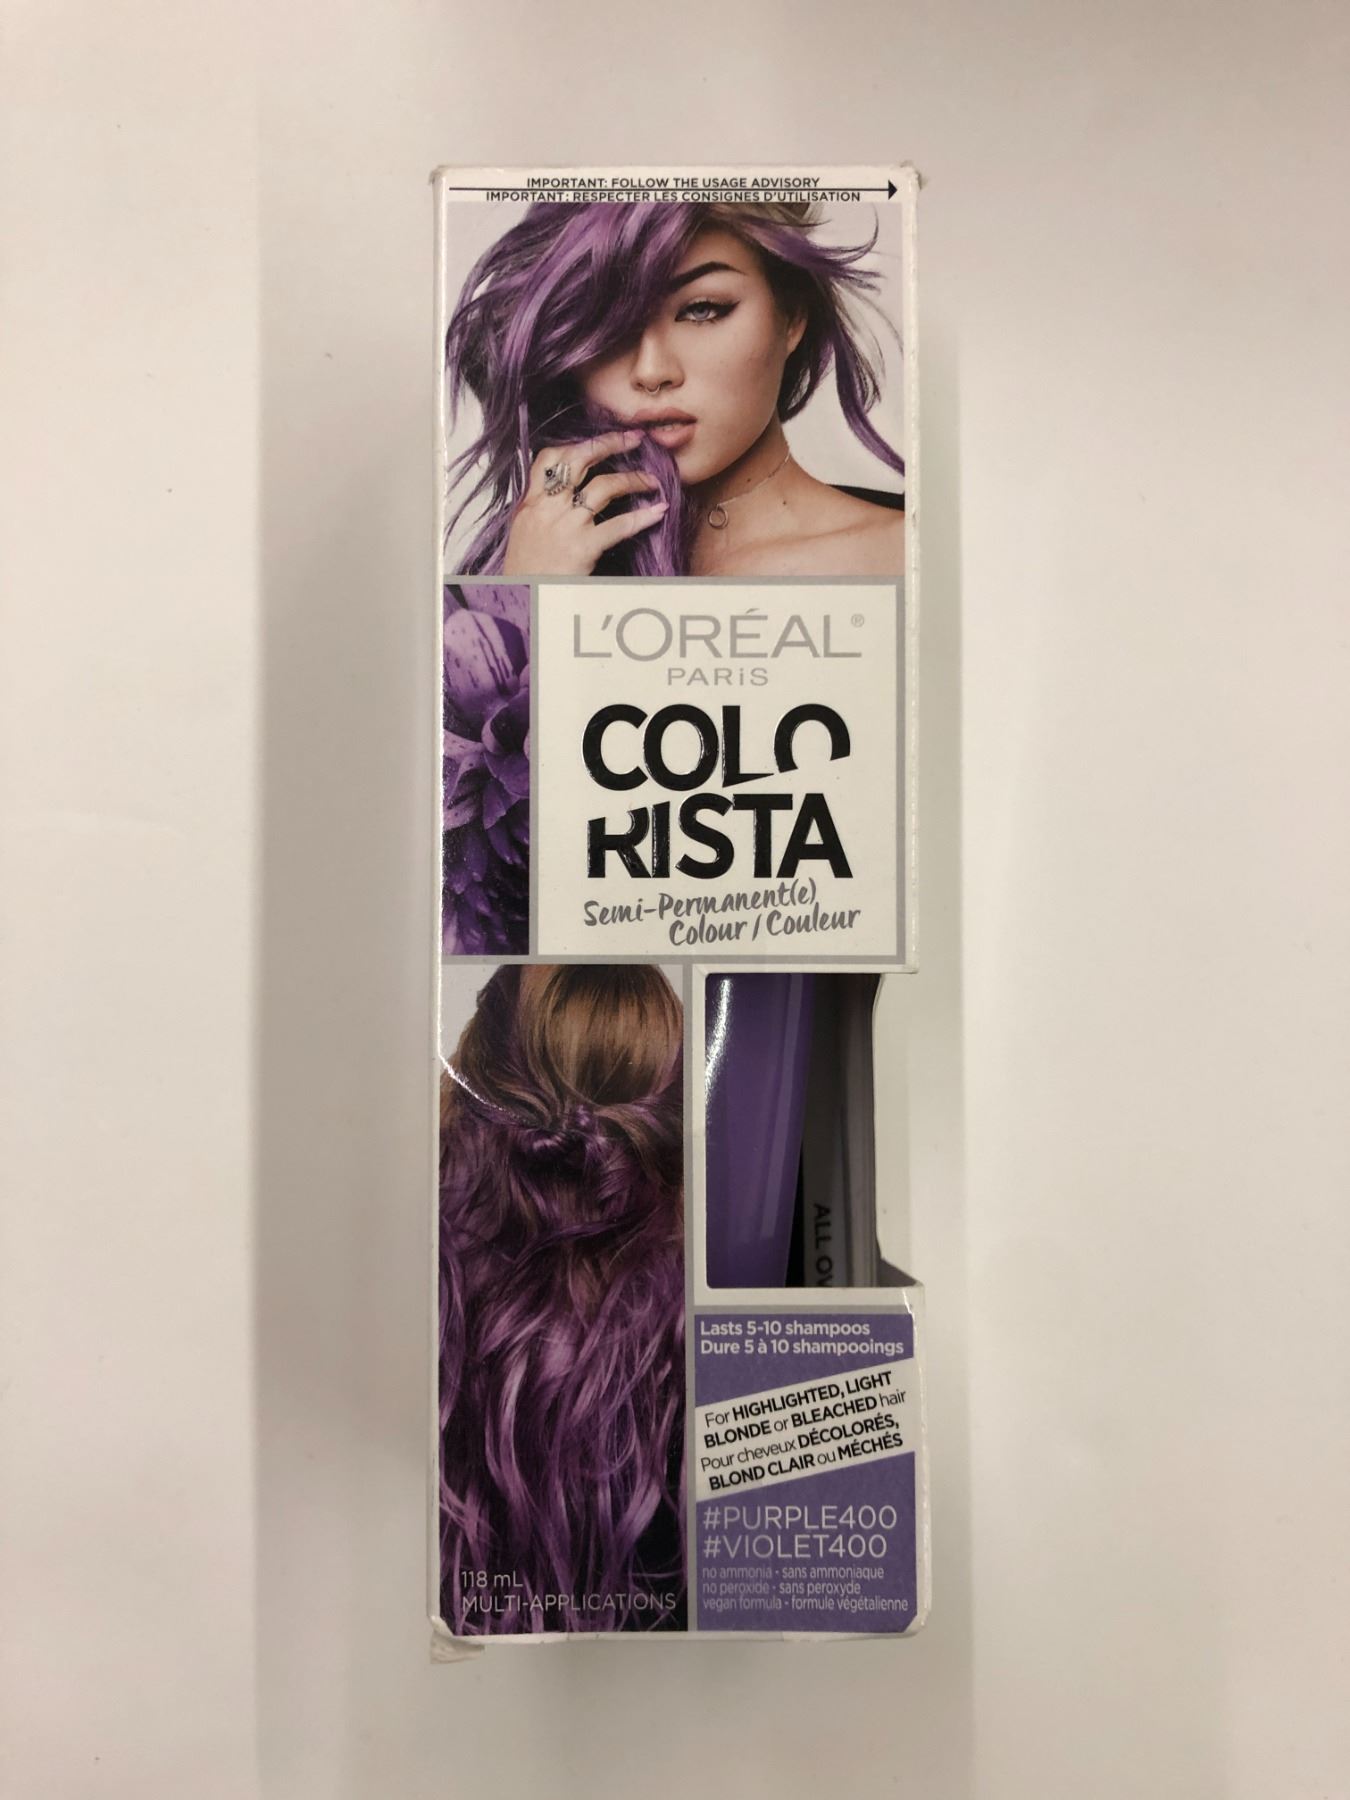 IMPORTANT: FOLLOW THE USAGE ADVISORY
IMPORTANT: RESPECTER LES CONSIGNES D'UTILISATION
L'ORÉAL®
PARiS
COLO
RISTA
Semi-Permanent(e)
Colour / Couleur
ALL OV
Lasts 5-10 shampoos
Dure 5 à 10 shampooings
For HIGHLIGHTED, LIGHT
BLONDE or BLEACHED hair
Pour cheveux DÉCOLORÉS,
BLOND CLAIR ou MÉCHÉS
#PURPLE400
#VIOLET400
no ammonia - sans ammoniaque
no peroxide - sans peroxyde
vegan formula - formule végétalienne
118 mL
MULTI-APPLICATIONS